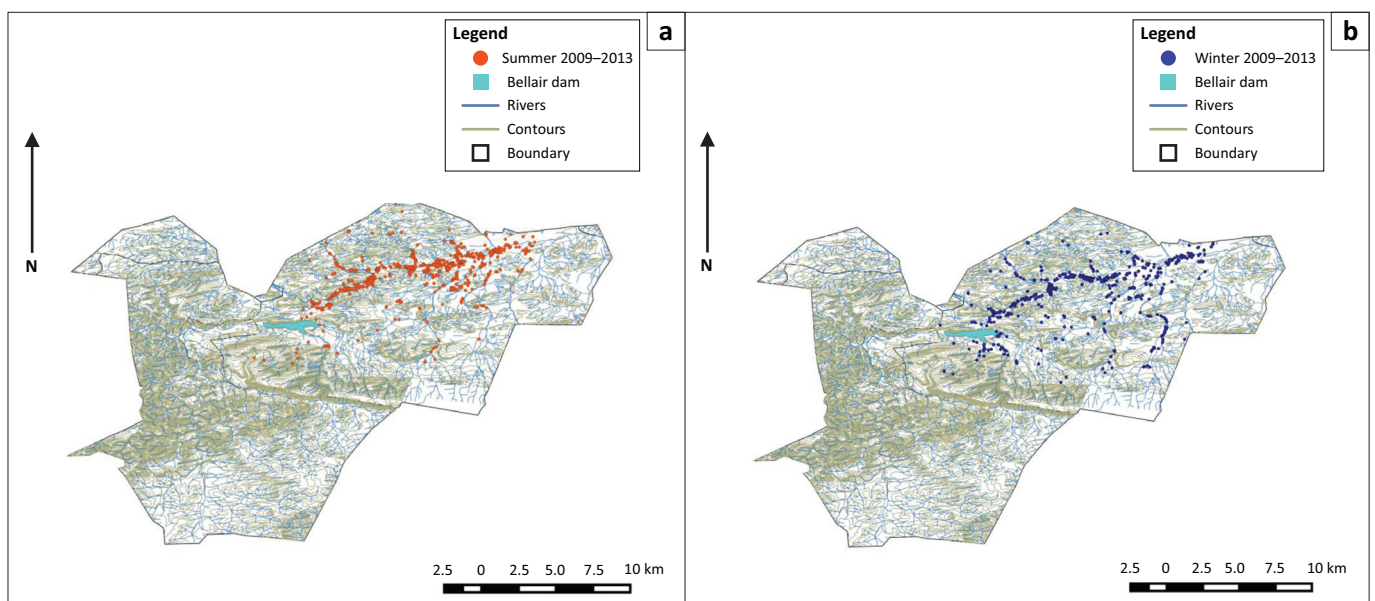 Legend
a
Summer 2009–2013
Bellair dam
Rivers
Contours
Boundary
N
2.5 0 2.5 5.0 7.5 10 km
Legend
b
Winter 2009–2013
Bellair dam
Rivers
Contours
Boundary
N
2.5 0 2.5 5.0 7.5 10 km